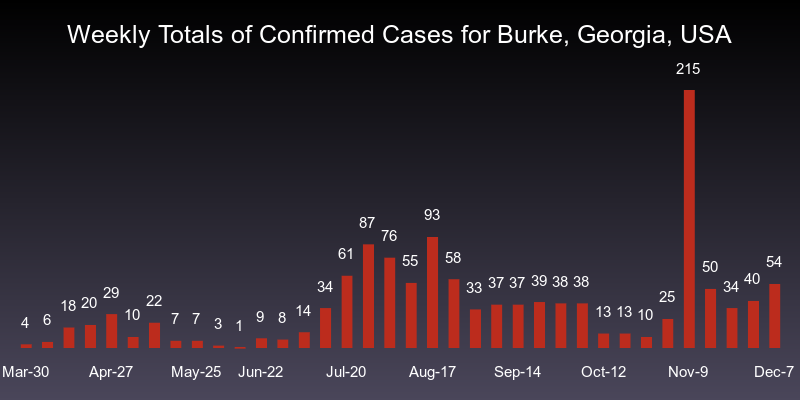 Weekly Totals of Confirmed Cases for Burke, Georgia, USA
215
93
87
76
61
58
55
54
50
34 33 37 37 39 38 38 34 40
29
4 6 18 20 10 22 7 7 3 1 9 8 14 13 13 10 25
Mar-30 Apr-27 May-25 Jun-22 Jul-20 Aug-17 Sep-14 Oct-12 Nov-9 Dec-7